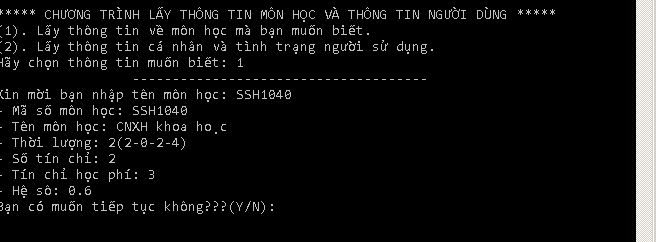 ***** CHƯƠNG TRÌNH LẤY THÔNG TIN MÔN HỌC VÀ THÔNG TIN NGƯỜI DÙNG *****
(1). Lấy thông tin về môn học mà bạn muốn biết.
(2). Lấy thông tin cá nhân và tình trạng người sử dụng.
Hãy chọn thông tin muốn biết: 1
-------------------------------------
Xin mời bạn nhập tên môn học: SSH1040
- Mã số môn học: SSH1040
- Tên môn học: CNXH khoa ho ̣c
- Thời lượng: 2(2-0-2-4)
- Số tín chỉ: 2
- Tín chỉ học phí: 3
- Hệ số: 0.6
Bạn có muốn tiếp tục không???(Y/N):